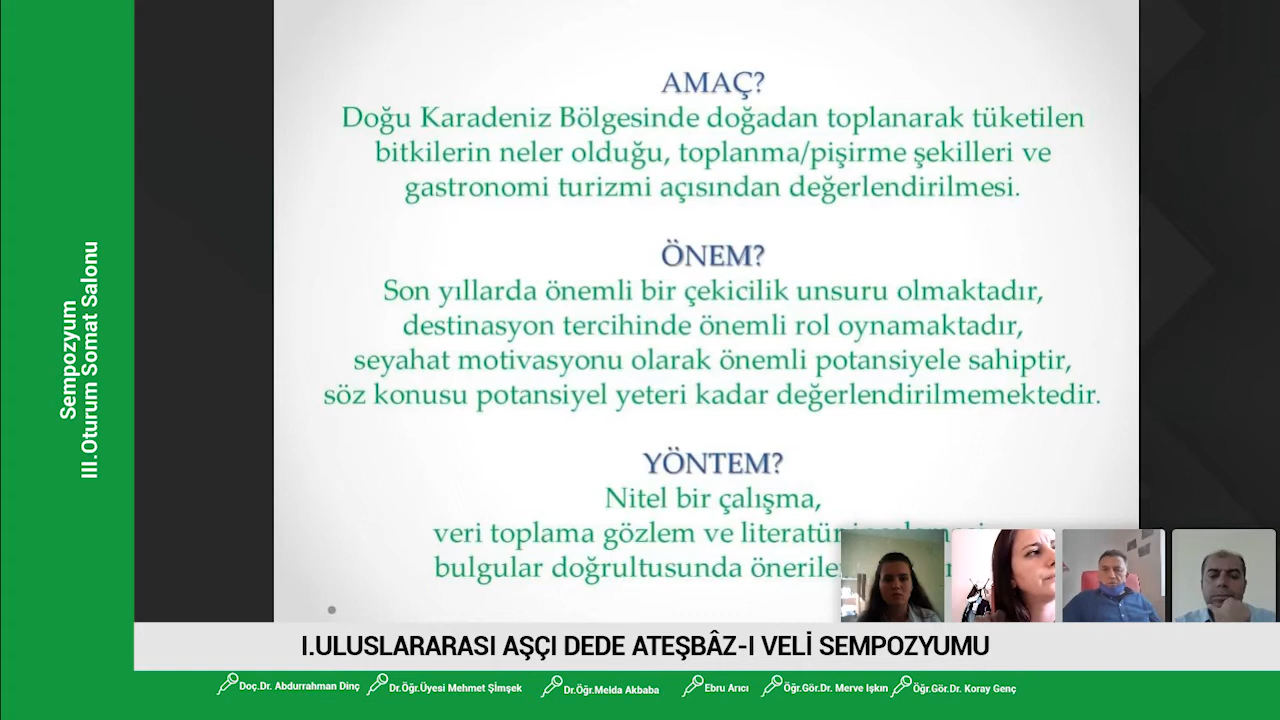 Sempozyum
III.Oturum Somat Salonu
AMAÇ?
Doğu Karadeniz Bölgesinde doğadan toplanarak tüketilen
bitkilerin neler olduğu, toplanma/pişirme şekilleri ve
gastronomi turizmi açısından değerlendirilmesi.
ÖNEM?
Son yıllarda önemli bir çekicilik unsuru olmaktadır,
destinasyon tercihinde önemli rol oynamaktadır,
seyahat motivasyonu olarak önemli potansiyele sahiptir,
söz konusu potansiyel yeteri kadar değerlendirilmemektedir.
YÖNTEM?
Nitel bir çalışma,
veri toplama gözlem ve
bulgular doğrultusunda
I.ULUSLARARASI AŞÇI DEDE ATEŞBÂZ-I VELİ SEMPOZYUMU
Doç.Dr. Abdurrahman Dinç Dr.Öğr.Üyesi Mehmet Şİmşek Dr.Öğr.Melda Akbaba Ebru Arıcı Öğr.Gör.Dr. Merve Işkın Öğr.Gör.Dr. Koray Genç